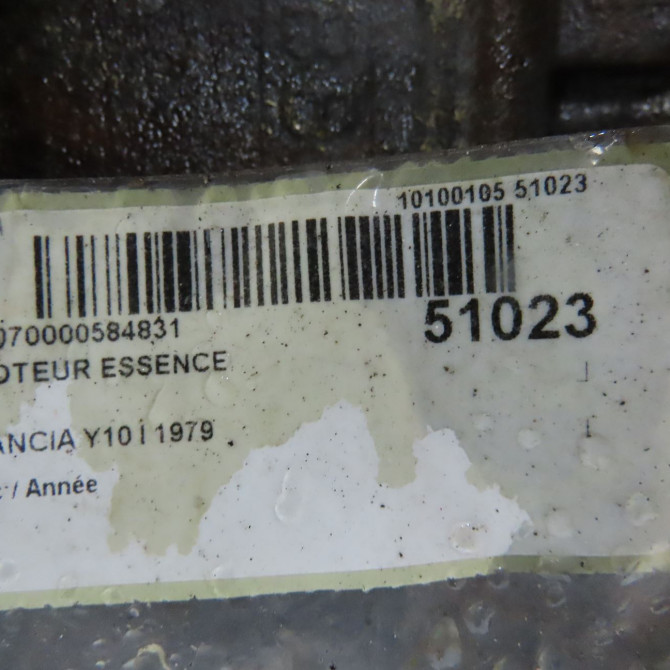 10100105 51023
070000584831
51023
OTEUR ESSENCE
ANCIA Y10 I 1979
/ Année